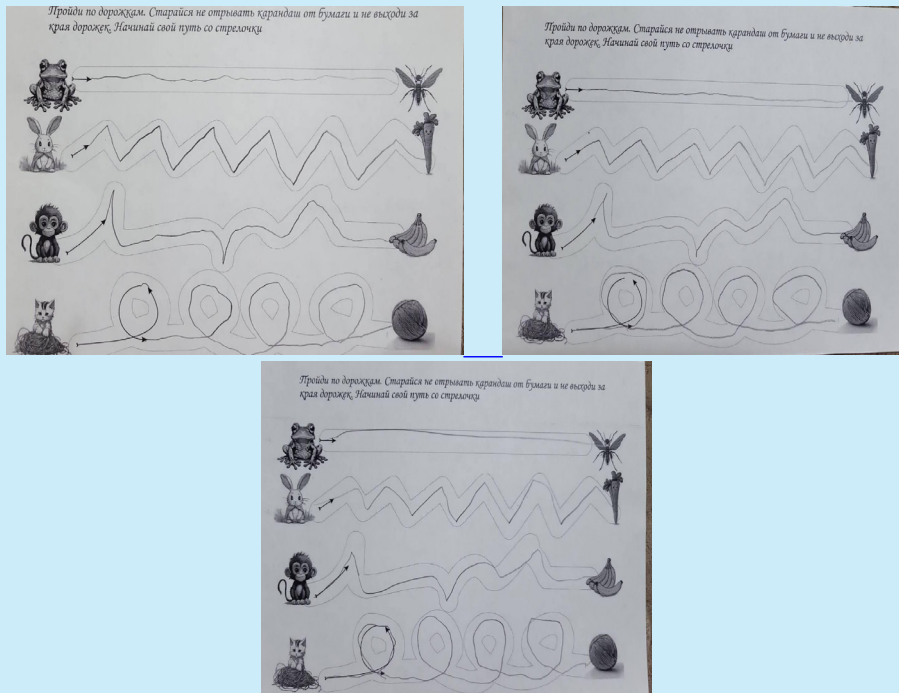 Пройди по дорожкам. Старайся не отрывать карандаш от бумаги и не выходи за
края дорожек. Начинай свой путь со стрелочки
Пройди по дорожкам. Старайся не отрывать карандаш от бумаги и не выходи за
края дорожек. Начинай свой путь со стрелочки
Пройди по дорожкам. Старайся не отрывать карандаш от бумаги и не выходи за
края дорожек. Начинай свой путь со стрелочки